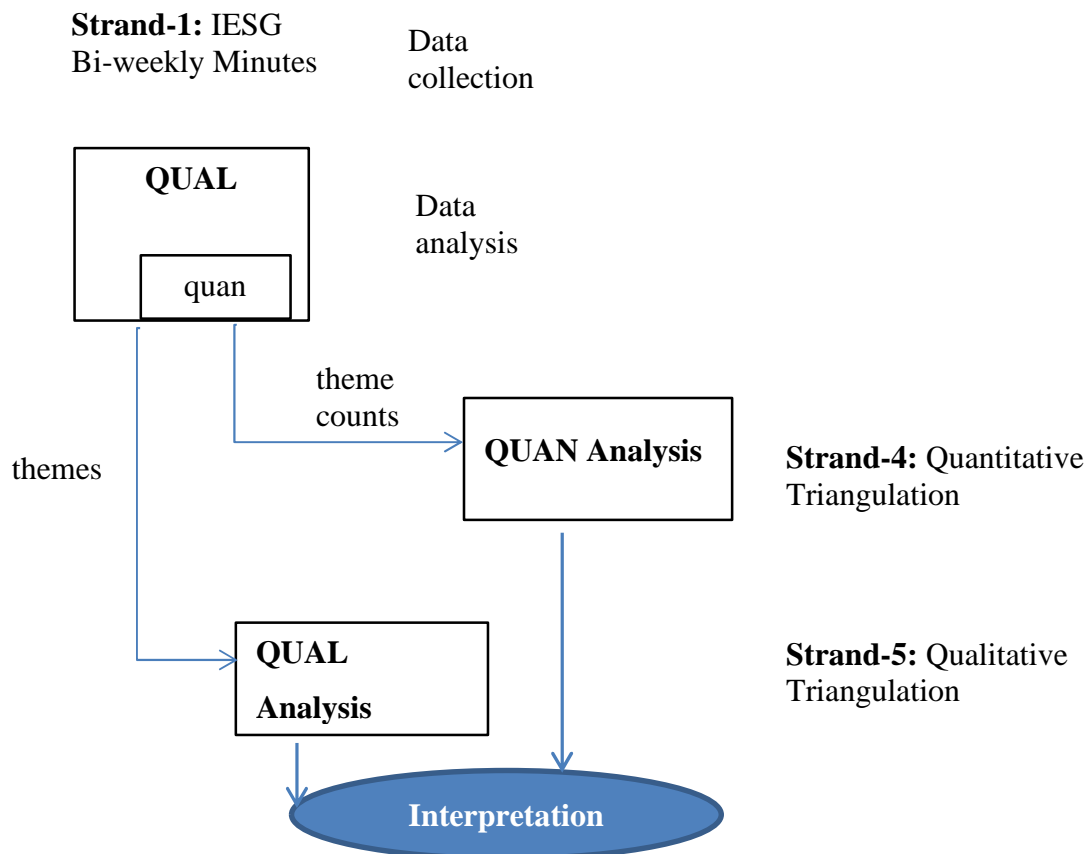 Strand-1: IESG
Bi-weekly Minutes
Data
collection
QUAL
quan
Data
analysis
theme
counts
themes
QUAN Analysis
Strand-4: Quantitative
Triangulation
QUAL
Analysis
Strand-5: Qualitative
Triangulation
Interpretation